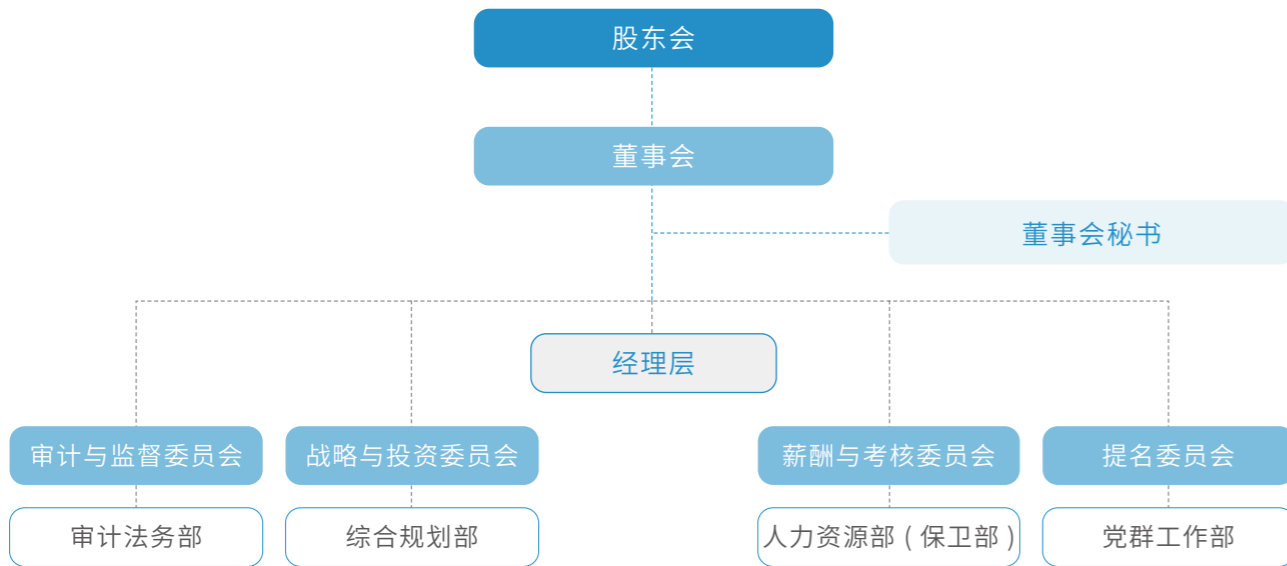 股东会
董事会
董事会秘书
经理层
审计与监督委员会
战略与投资委员会
薪酬与考核委员会
提名委员会
审计法务部
综合规划部
人力资源部 ( 保卫部 )
党群工作部